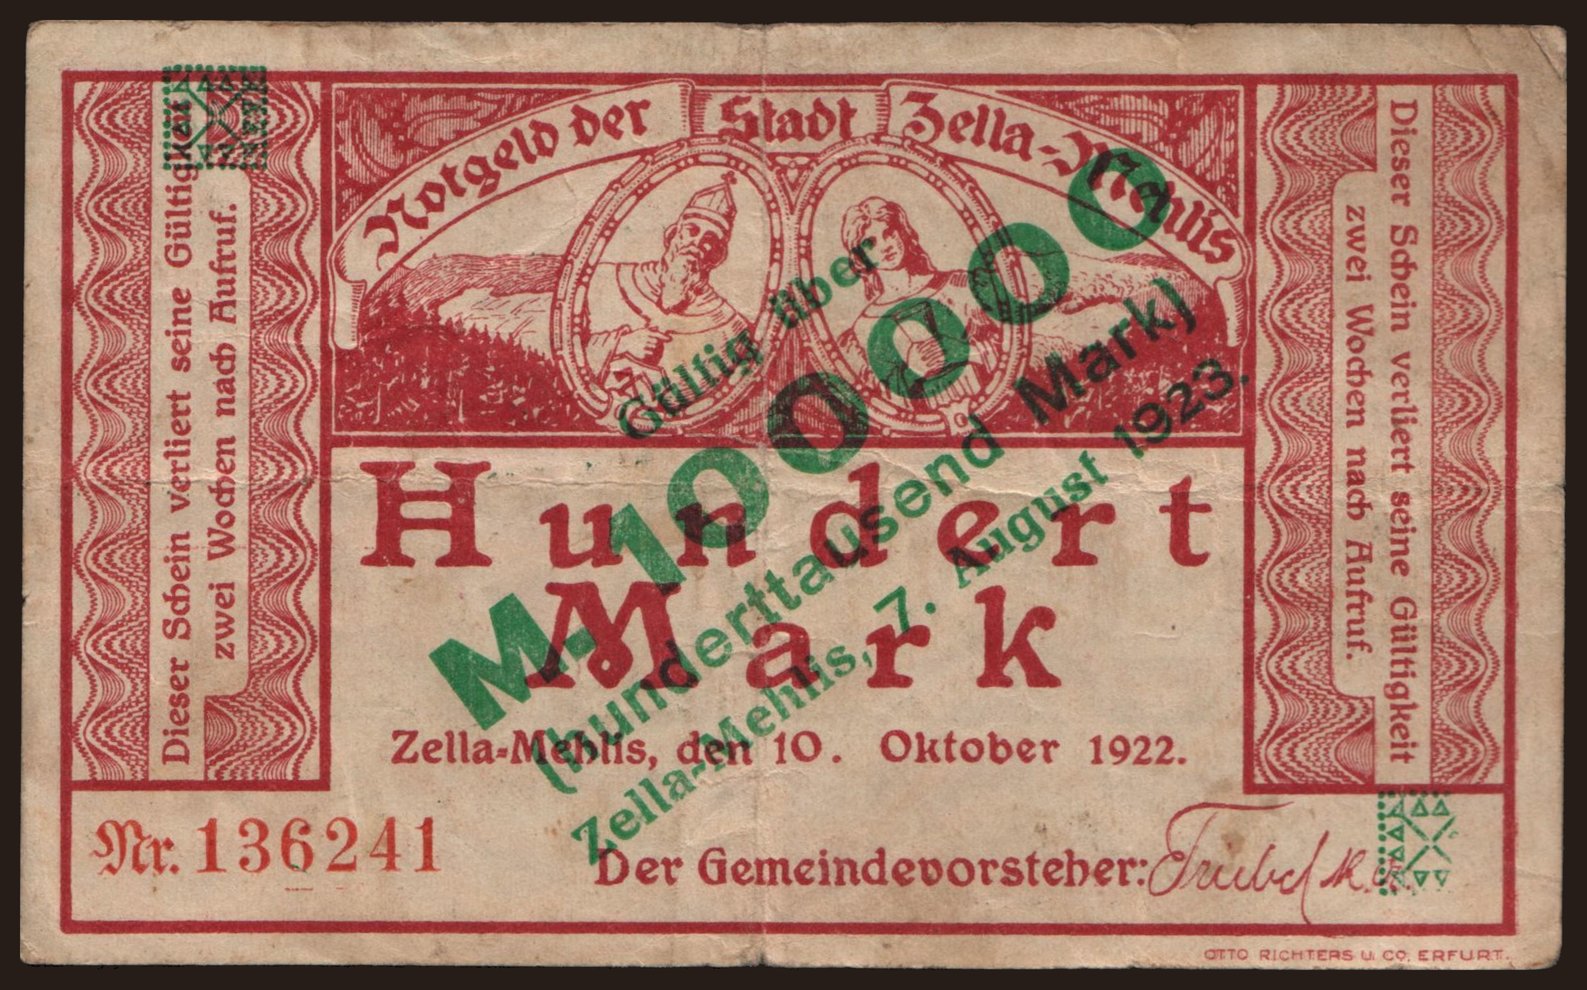 Notgeld der Stadt Zella-Mehlis
Dieser Schein verliert seine Gültigkeit
zwei Wochen nach Aufruf.
Gültig über
M. 100000
(hunderttausend Mark)
Zella-Mehlis, 7. August 1923.
Hundert
Mark
Zella-Mehlis, den 10. Oktober 1922.
Nr. 136241
Der Gemeindevorsteher:
Dieser Schein verliert seine Gültigkeit
zwei Wochen nach Aufruf.
OTTO RICHTERS U. CO. ERFURT.